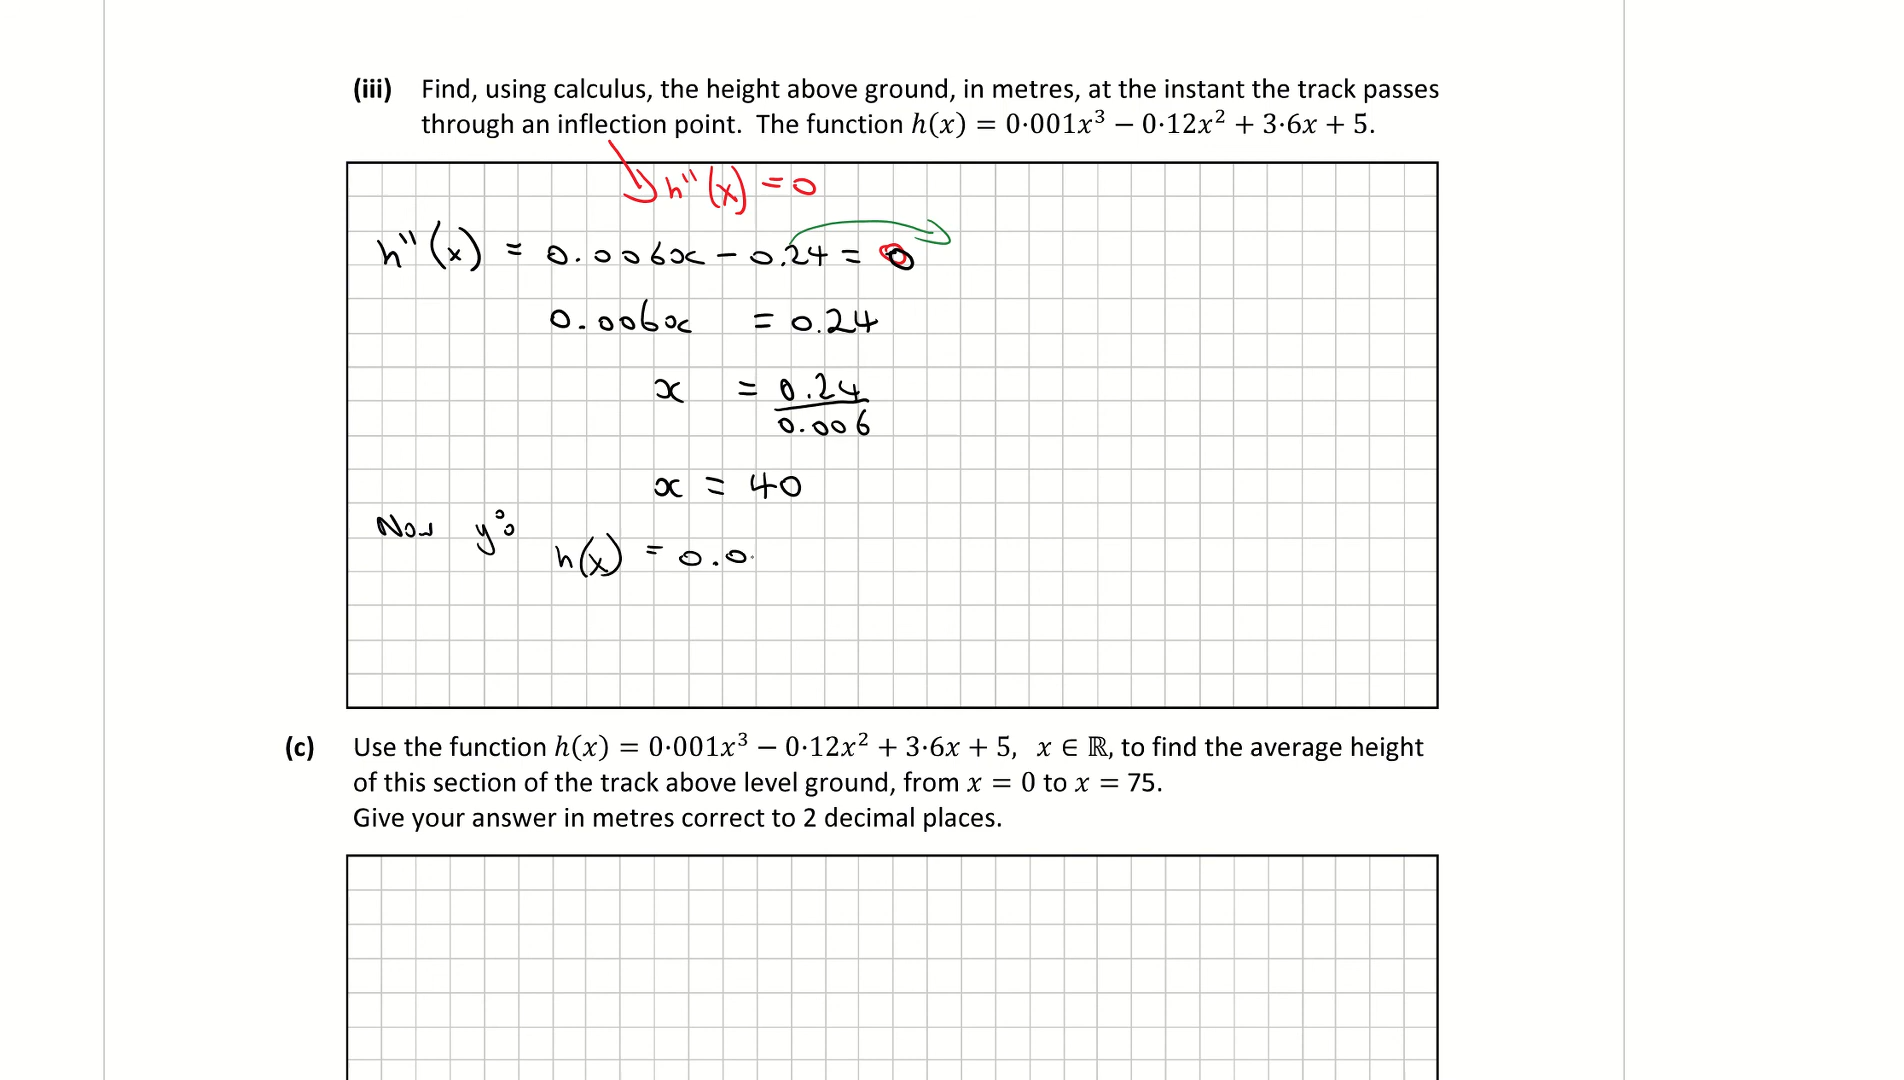 (iii) Find, using calculus, the height above ground, in metres, at the instant the track passes
through an inflection point. The function h(x) = 0·001x³ − 0·12x² + 3·6x + 5.
h''(x) = 0
h''(x) = 0.006x − 0.24 = 0
0.006x = 0.24
x = 0.24/0.006
x = 40
Now y:
h(x) = 0.0
(c) Use the function h(x) = 0·001x³ − 0·12x² + 3·6x + 5, x ∈ ℝ, to find the average height
of this section of the track above level ground, from x = 0 to x = 75.
Give your answer in metres correct to 2 decimal places.